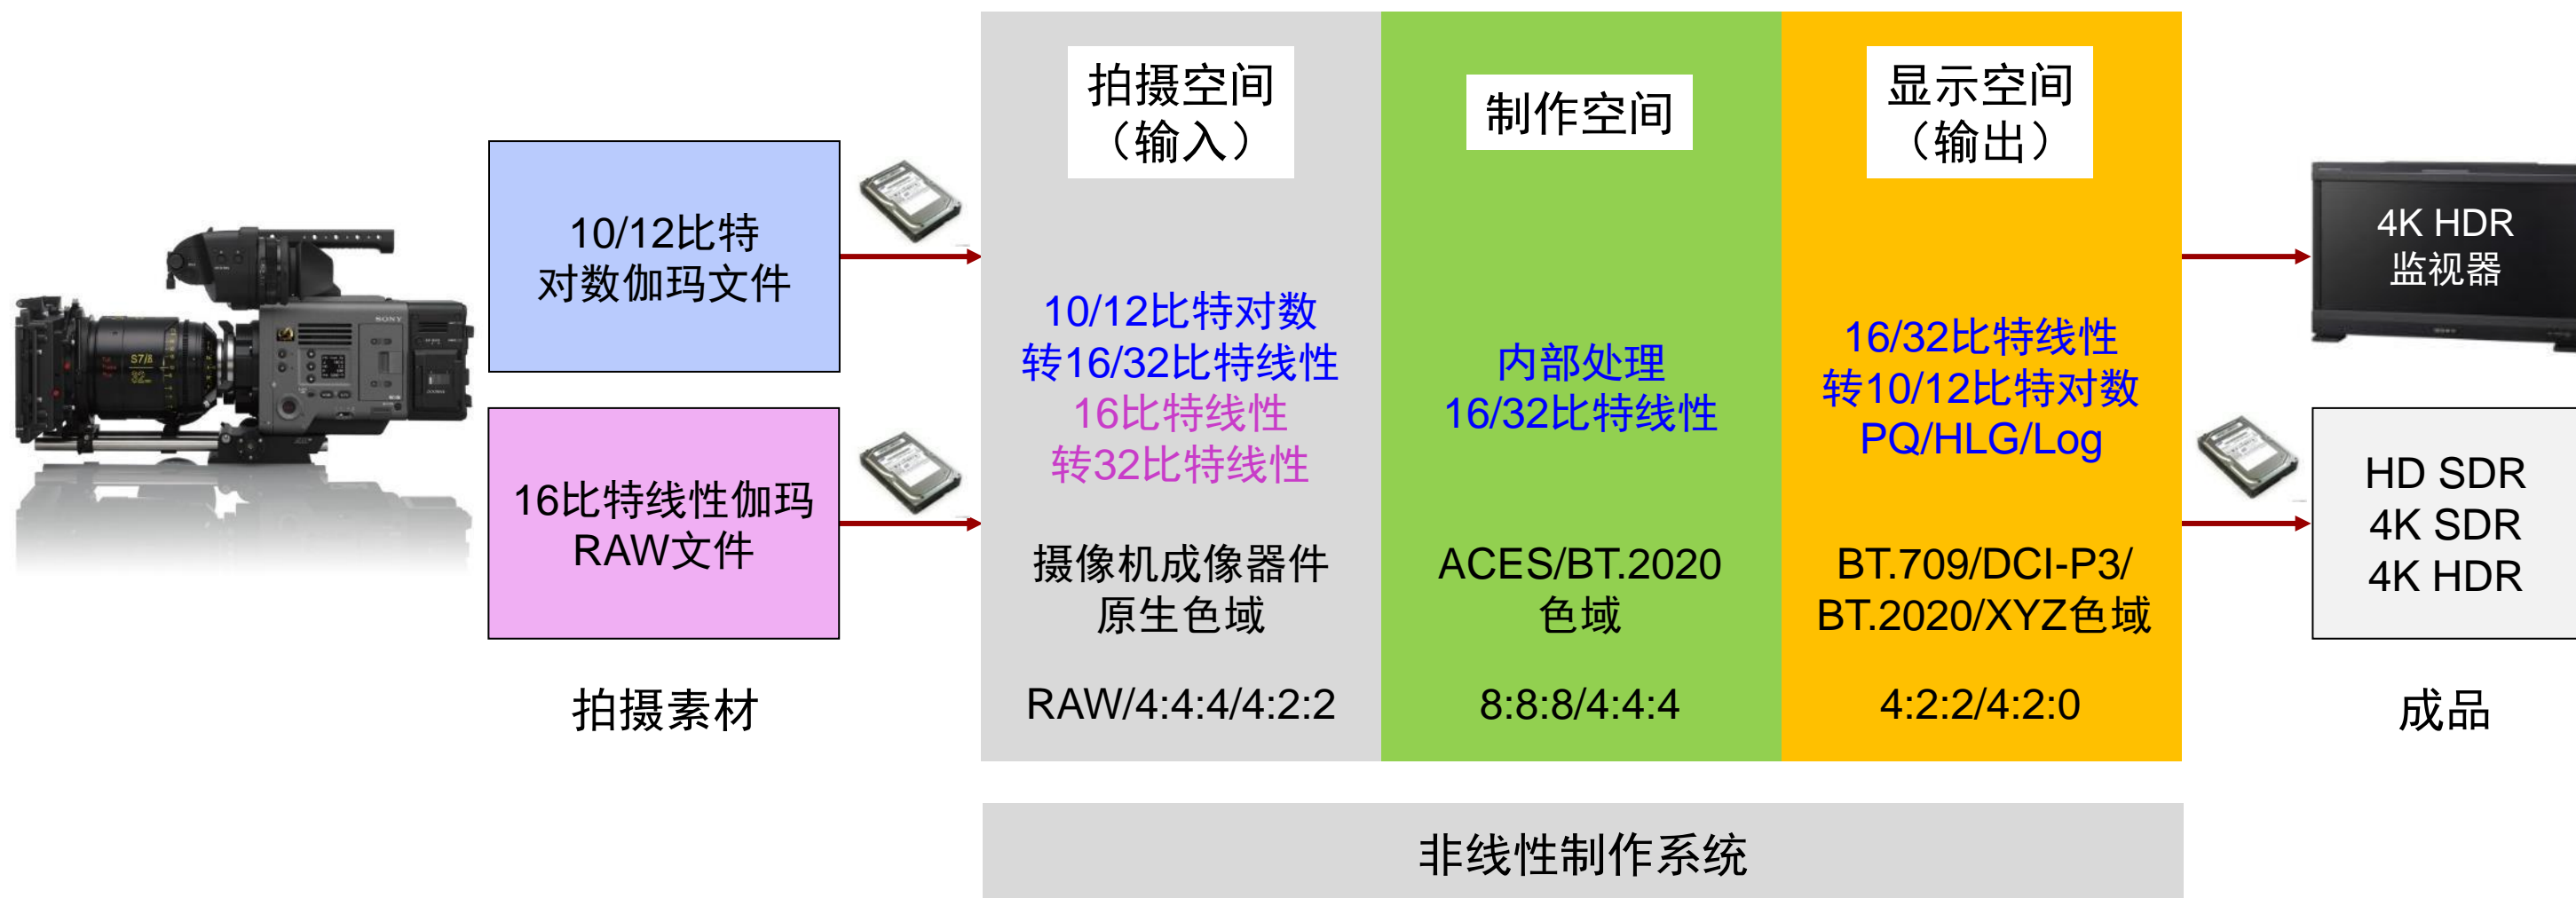 10/12比特
对数伽玛文件
16比特线性伽玛
RAW文件
拍摄素材
SONY
S7/i
拍摄空间
（输入）
10/12比特对数
转16/32比特线性
16比特线性
转32比特线性
摄像机成像器件
原生色域
RAW/4:4:4/4:2:2
制作空间
内部处理
16/32比特线性
ACES/BT.2020
色域
8:8:8/4:4:4
显示空间
（输出）
16/32比特线性
转10/12比特对数
PQ/HLG/Log
BT.709/DCI-P3/
BT.2020/XYZ色域
4:2:2/4:2:0
4K HDR
监视器
HD SDR
4K SDR
4K HDR
成品
非线性制作系统